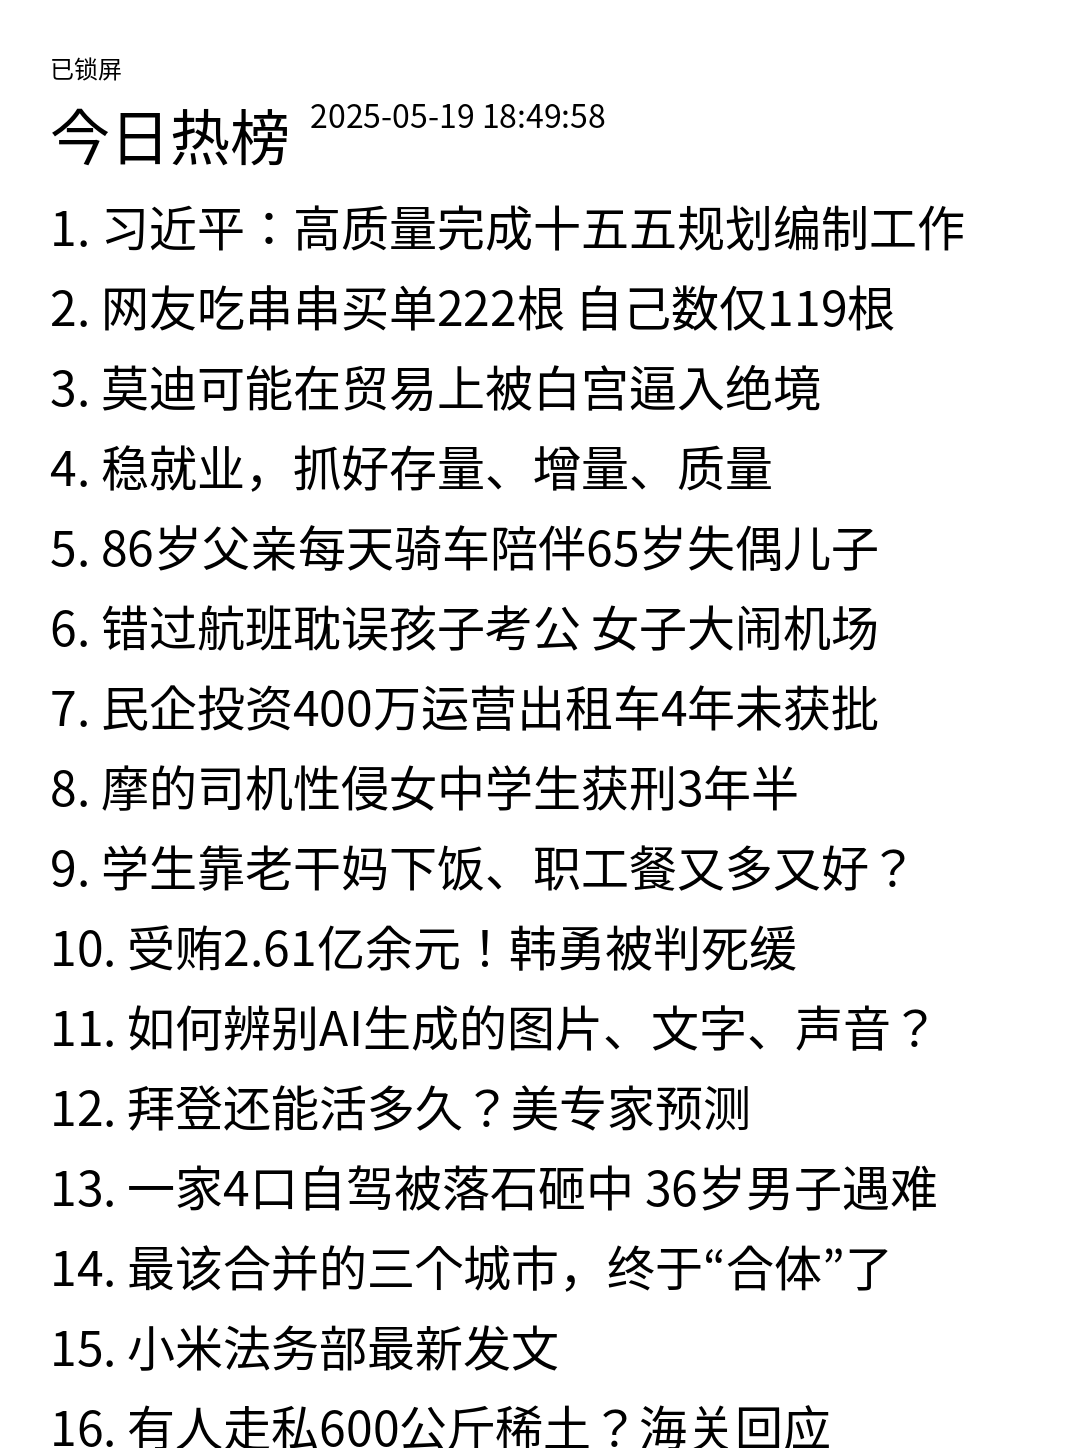 已锁屏
今日热榜 2025-05-19 18:49:58
1. 习近平：高质量完成十五五规划编制工作
2. 网友吃串串买单222根 自己数仅119根
3. 莫迪可能在贸易上被白宫逼入绝境
4. 稳就业，抓好存量、增量、质量
5. 86岁父亲每天骑车陪伴65岁失偶儿子
6. 错过航班耽误孩子考公 女子大闹机场
7. 民企投资400万运营出租车4年未获批
8. 摩的司机性侵女中学生获刑3年半
9. 学生靠老干妈下饭、职工餐又多又好？
10. 受贿2.61亿余元！韩勇被判死缓
11. 如何辨别AI生成的图片、文字、声音？
12. 拜登还能活多久？美专家预测
13. 一家4口自驾被落石砸中 36岁男子遇难
14. 最该合并的三个城市，终于“合体”了
15. 小米法务部最新发文
16. 有人走私600公斤稀土？海关回应